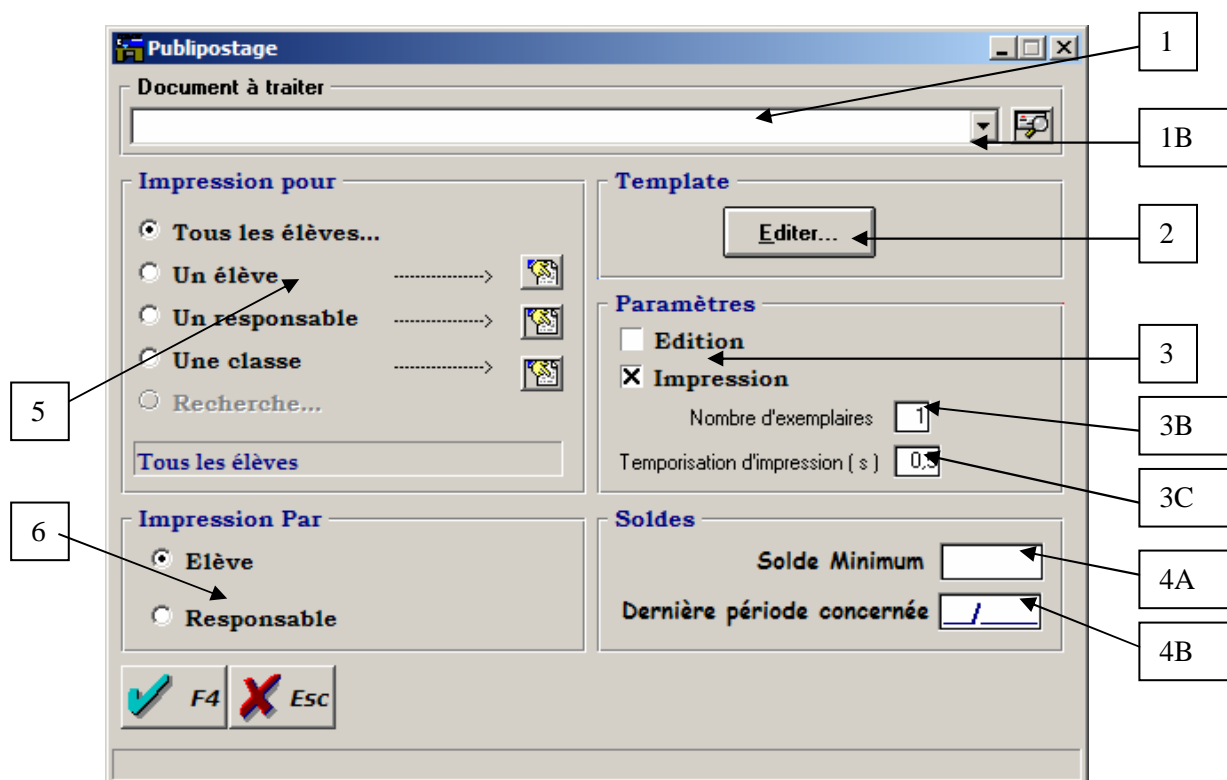 Publipostage
1
Document à traiter
1B
Impression pour
Tous les élèves...
Un élève
Un responsable
Une classe
Recherche...
Tous les élèves
5
Template
Editer...
2
Paramètres
Edition
Impression
3
Nombre d'exemplaires 1
3B
Temporisation d'impression ( s ) 0,5
3C
Impression Par
Elève
Responsable
6
Soldes
Solde Minimum
4A
Dernière période concernée __/____
4B
F4
Esc